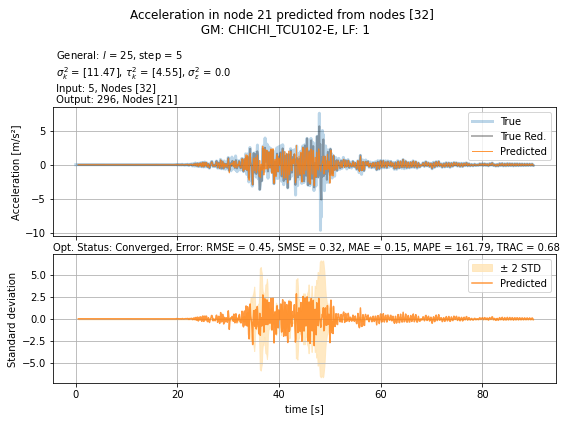 Acceleration in node 21 predicted from nodes [32]
GM: CHICHI_TCU102-E, LF: 1
General: l = 25, step = 5
σ²ₖ = [11.47], τ²ₖ = [4.55], σ²ₑ = 0.0
Input: 5, Nodes [32]
Output: 296, Nodes [21]
Acceleration [m/s²]
5
0
−5
−10
True
True Red.
Predicted
Opt. Status: Converged, Error: RMSE = 0.45, SMSE = 0.32, MAE = 0.15, MAPE = 161.79, TRAC = 0.68
Standard deviation
5.0
2.5
0.0
−2.5
−5.0
± 2 STD
Predicted
0 20 40 60 80
time [s]